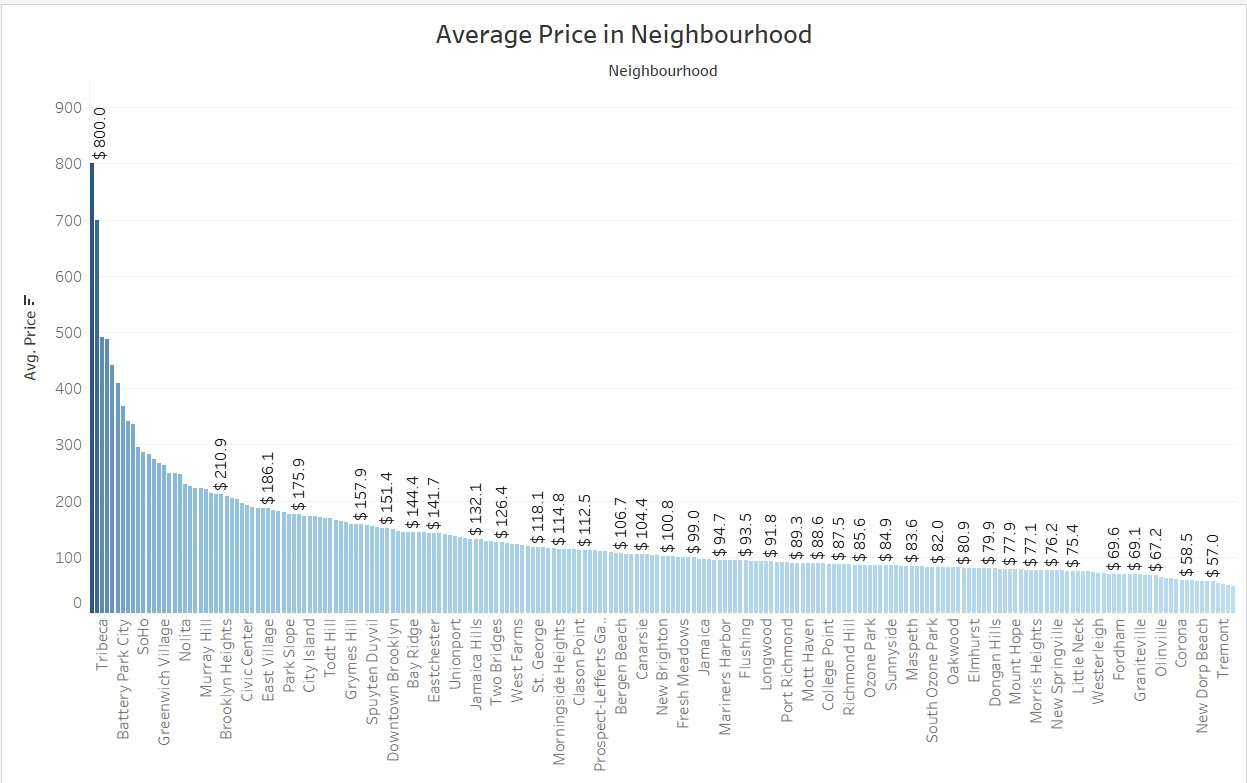 Average Price in Neighbourhood
Neighbourhood
Avg. Price
900
800
700
600
500
400
300
200
100
0
$ 800.0
$ 210.9
$ 186.1
$ 175.9
$ 157.9
$ 151.4
$ 144.4
$ 141.7
$ 132.1
$ 126.4
$ 118.1
$ 114.8
$ 112.5
$ 106.7
$ 104.4
$ 100.8
$ 99.0
$ 94.7
$ 93.5
$ 91.8
$ 89.3
$ 88.6
$ 87.5
$ 85.6
$ 84.9
$ 83.6
$ 82.0
$ 80.9
$ 79.9
$ 77.9
$ 77.1
$ 76.2
$ 75.4
$ 69.6
$ 69.1
$ 67.2
$ 58.5
$ 57.0
Tribeca
Battery Park City
SoHo
Greenwich Village
Nolita
Murray Hill
Brooklyn Heights
Civic Center
East Village
Park Slope
City Island
Todt Hill
Grymes Hill
Spuyten Duyvil
Downtown Brooklyn
Bay Ridge
Eastchester
Unionport
Jamaica Hills
Two Bridges
West Farms
St. George
Morningside Heights
Clason Point
Prospect-Lefferts Ga..
Bergen Beach
Canarsie
New Brighton
Fresh Meadows
Jamaica
Mariners Harbor
Flushing
Longwood
Port Richmond
Mott Haven
College Point
Richmond Hill
Ozone Park
Sunnyside
Maspeth
South Ozone Park
Oakwood
Elmhurst
Dongan Hills
Mount Hope
Morris Heights
New Springville
Little Neck
Westerleigh
Fordham
Graniteville
Olinville
Corona
New Dorp Beach
Tremont